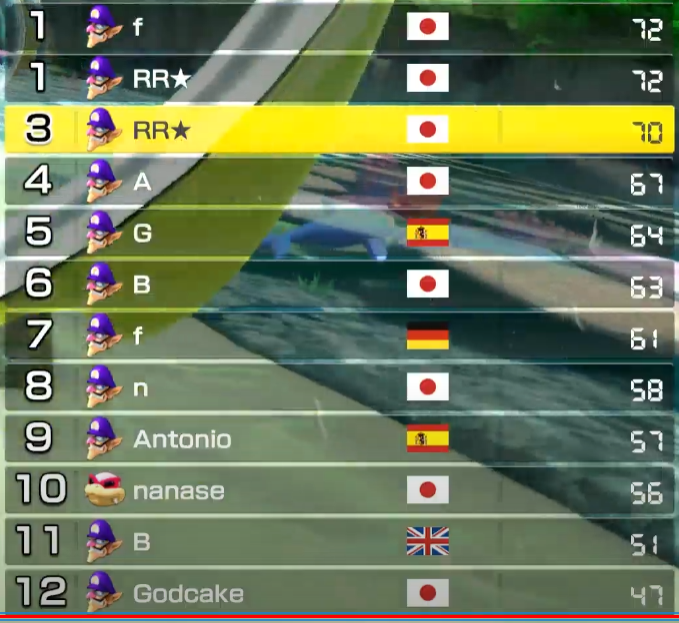 1 f 72
1 RR★ 72
3 RR★ 70
4 A 67
5 G 64
6 B 63
7 f 61
8 n 58
9 Antonio 57
10 nanase 56
11 B 51
12 Godcake 47